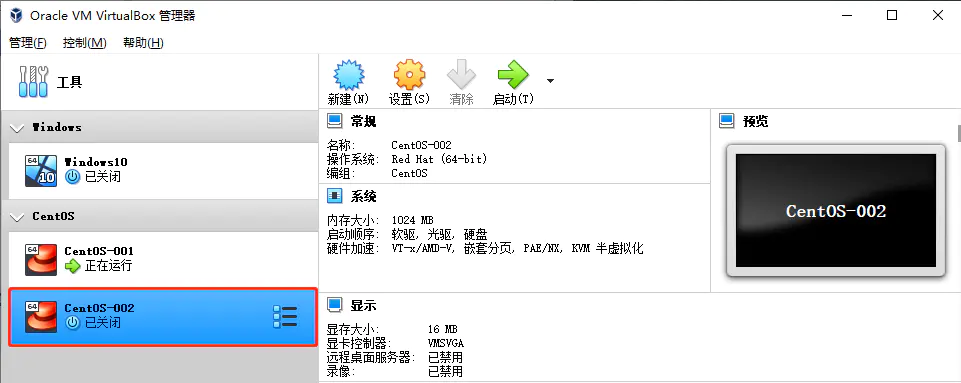 Oracle VM VirtualBox 管理器
管理(F) 控制(M) 帮助(H)
工具
新建(N) 设置(S) 清除 启动(T)
Windows
64
10
Windows10
已关闭
CentOS
64
CentOS-001
正在运行
64
CentOS-002
已关闭
常规
名称: CentOS-002
操作系统: Red Hat (64-bit)
编组: CentOS
系统
内存大小: 1024 MB
启动顺序: 软驱, 光驱, 硬盘
硬件加速: VT-x/AMD-V, 嵌套分页, PAE/NX, KVM 半虚拟化
显示
显存大小: 16 MB
显卡控制器: VMSVGA
远程桌面服务器: 已禁用
录像: 已禁用
预览
CentOS-002